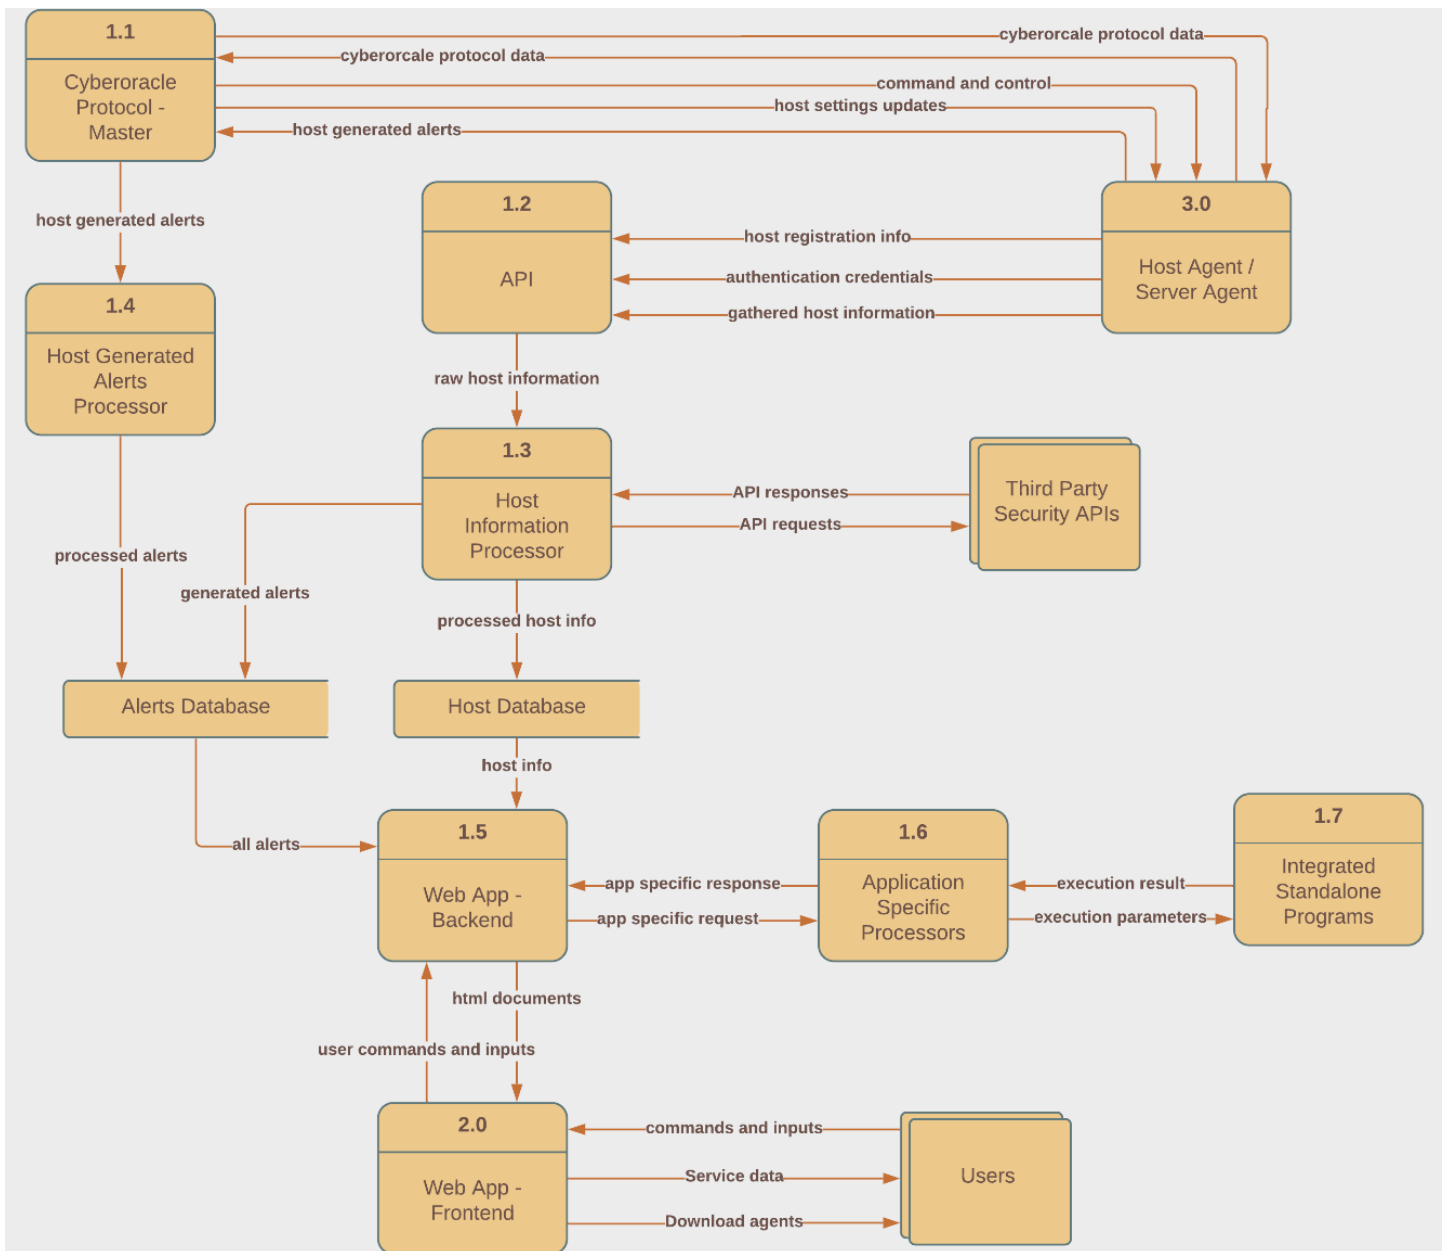 1.1
Cyberoracle
Protocol -
Master
cyberorcale protocol data
cyberorcale protocol data
command and control
host settings updates
host generated alerts
host generated alerts
1.2
API
3.0
Host Agent /
Server Agent
host registration info
authentication credentials
gathered host information
1.4
Host Generated
Alerts
Processor
raw host information
1.3
Host
Information
Processor
Third Party
Security APIs
API responses
API requests
processed alerts
generated alerts
processed host info
Alerts Database
Host Database
host info
all alerts
1.5
Web App -
Backend
1.6
Application
Specific
Processors
1.7
Integrated
Standalone
Programs
app specific response
app specific request
execution result
execution parameters
html documents
user commands and inputs
2.0
Web App -
Frontend
commands and inputs
Service data
Download agents
Users